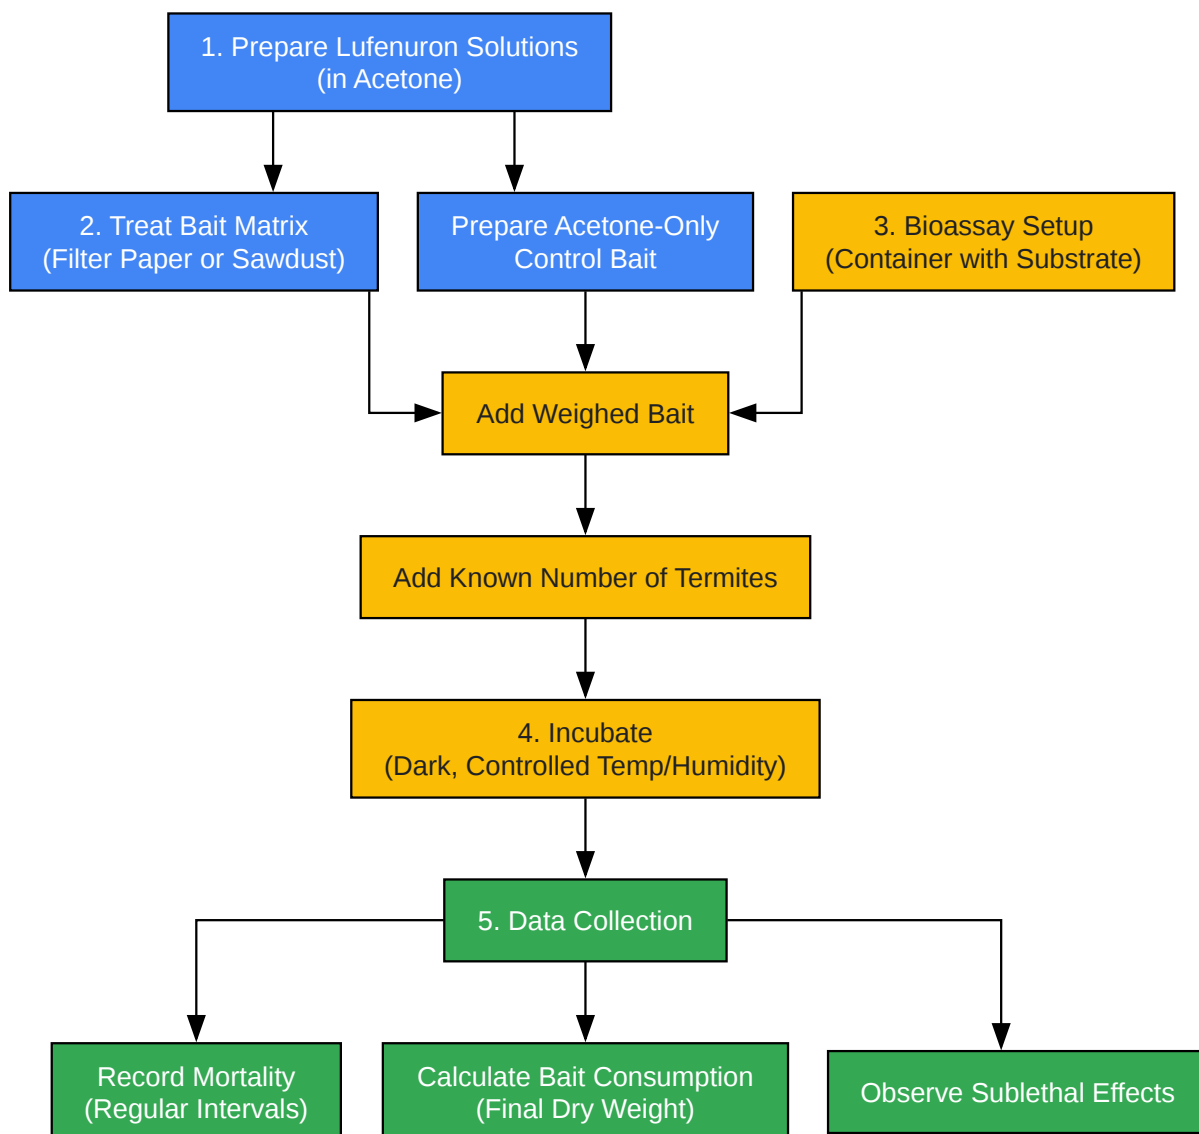 1. Prepare Lufenuron Solutions
(in Acetone)
2. Treat Bait Matrix
(Filter Paper or Sawdust)
Prepare Acetone-Only
Control Bait
3. Bioassay Setup
(Container with Substrate)
Add Weighed Bait
Add Known Number of Termites
4. Incubate
(Dark, Controlled Temp/Humidity)
5. Data Collection
Record Mortality
(Regular Intervals)
Calculate Bait Consumption
(Final Dry Weight)
Observe Sublethal Effects